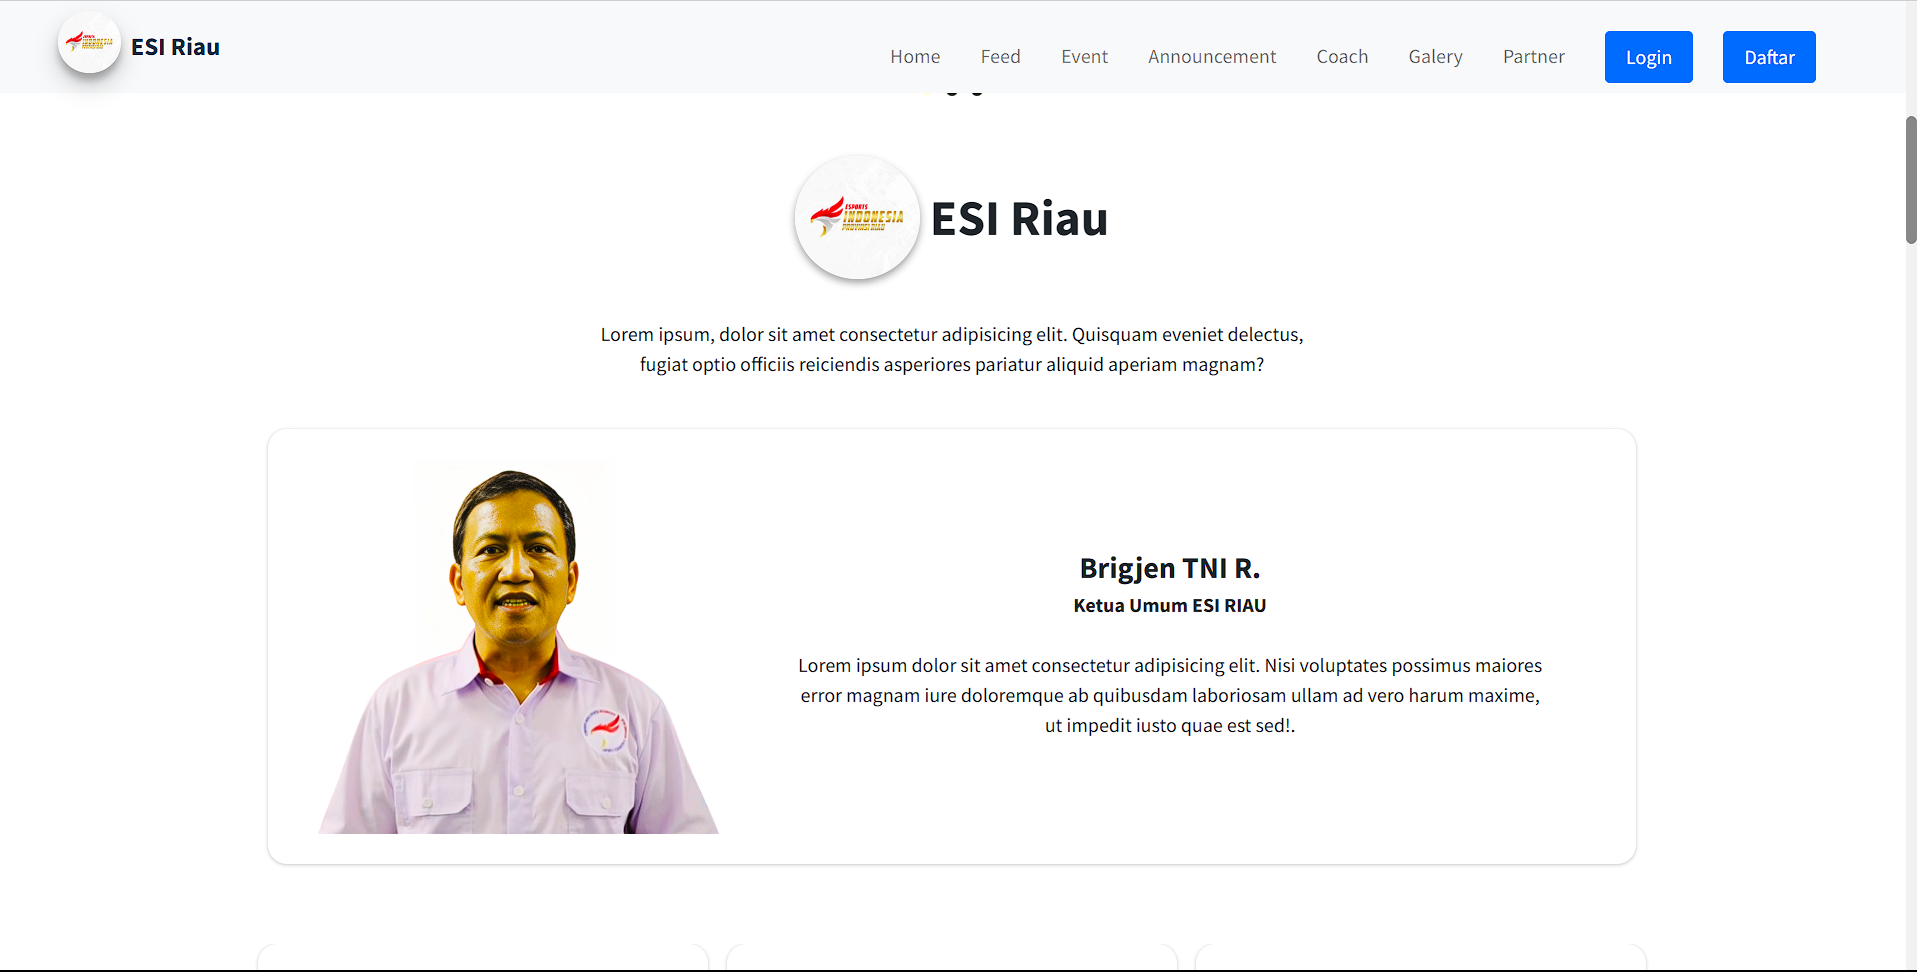 ESI Riau
Home
Feed
Event
Announcement
Coach
Galery
Partner
Login
Daftar
ESPORTS
INDONESIA
PROVINSI RIAU
ESI Riau
Lorem ipsum, dolor sit amet consectetur adipisicing elit. Quisquam eveniet delectus,
fugiat optio officiis reiciendis asperiores pariatur aliquid aperiam magnam?
Brigjen TNI R.
Ketua Umum ESI RIAU
Lorem ipsum dolor sit amet consectetur adipisicing elit. Nisi voluptates possimus maiores
error magnam iure doloremque ab quibusdam laboriosam ullam ad vero harum maxime,
ut impedit iusto quae est sed!.